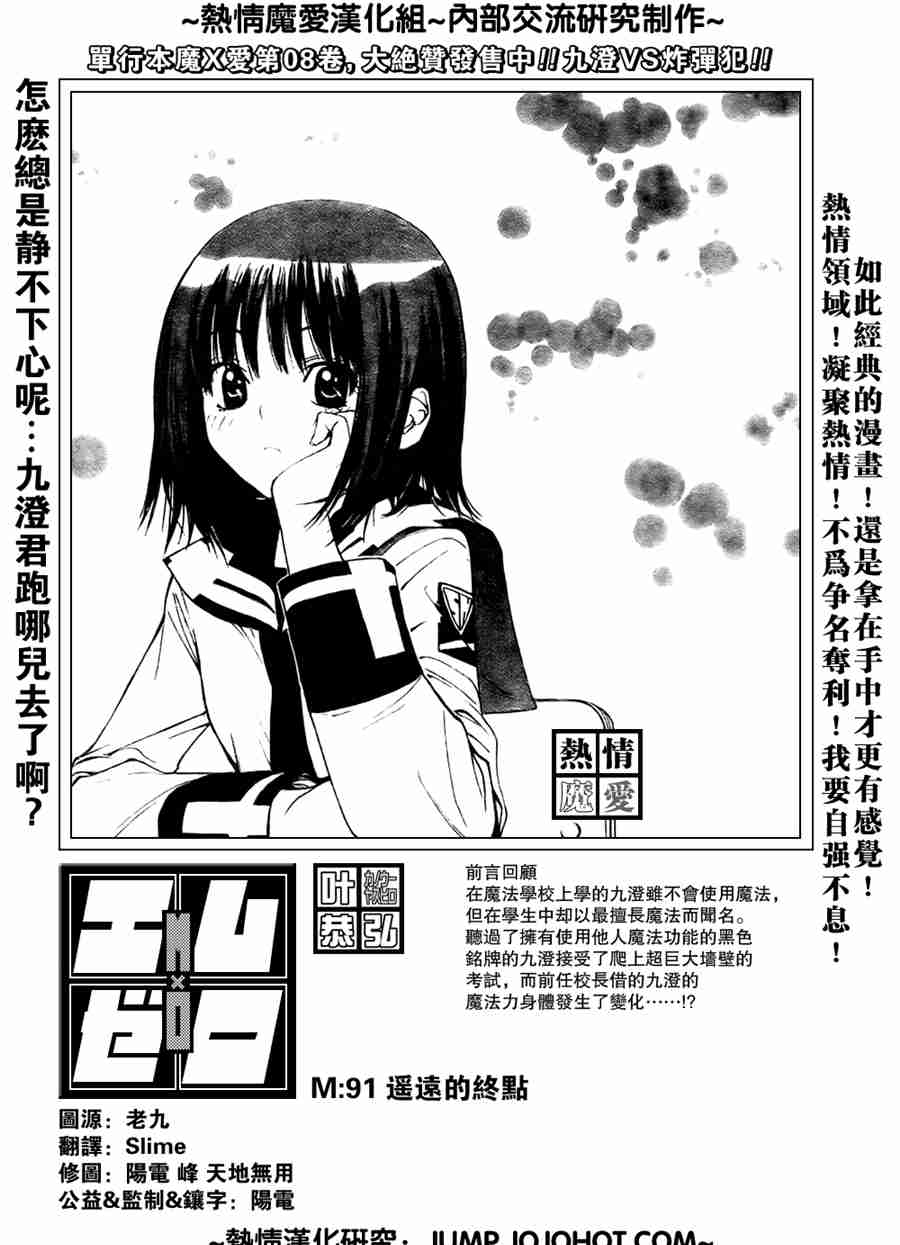 ~熱情魔愛漢化組~內部交流研究制作~
單行本魔X愛第08卷，大絶贊發售中!!九澄VS炸彈犯!!
如此經典的漫畫！還是拿在手中才更有感覺！
熱情領域！凝聚熱情！不爲争名奪利！我要自强不息！
怎麽總是静不下心呢…九澄君跑哪兒去了啊？
熱情
魔愛
エム
M×0
ゼロ
叶
恭弘
前言回顧
在魔法學校上學的九澄雖不會使用魔法，
但在學生中却以最擅長魔法而聞名。
聽過了擁有使用他人魔法功能的黑色
銘牌的九澄接受了爬上超巨大墻壁的
考試，而前任校長借的九澄的
魔法力身體發生了變化……!?
M:91 遥遠的終點
圖源：老九
翻譯：Slime
修圖：陽電 峰 天地無用
公益&監制&鑲字：陽電
~熱情漢化研究：JUMP.JOJOHOT.COM~